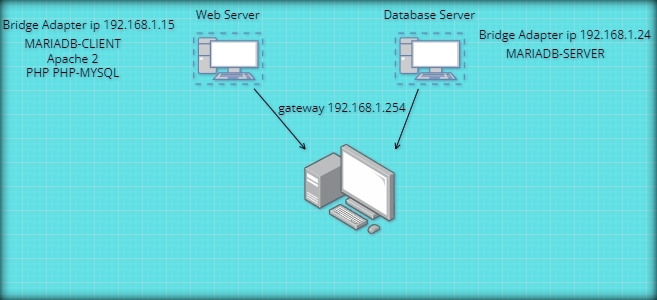 Web Server
Database Server
Bridge Adapter ip 192.168.1.15
MARIADB-CLIENT
Apache 2
PHP PHP-MYSQL
Bridge Adapter ip 192.168.1.24
MARIADB-SERVER
gateway 192.168.1.254